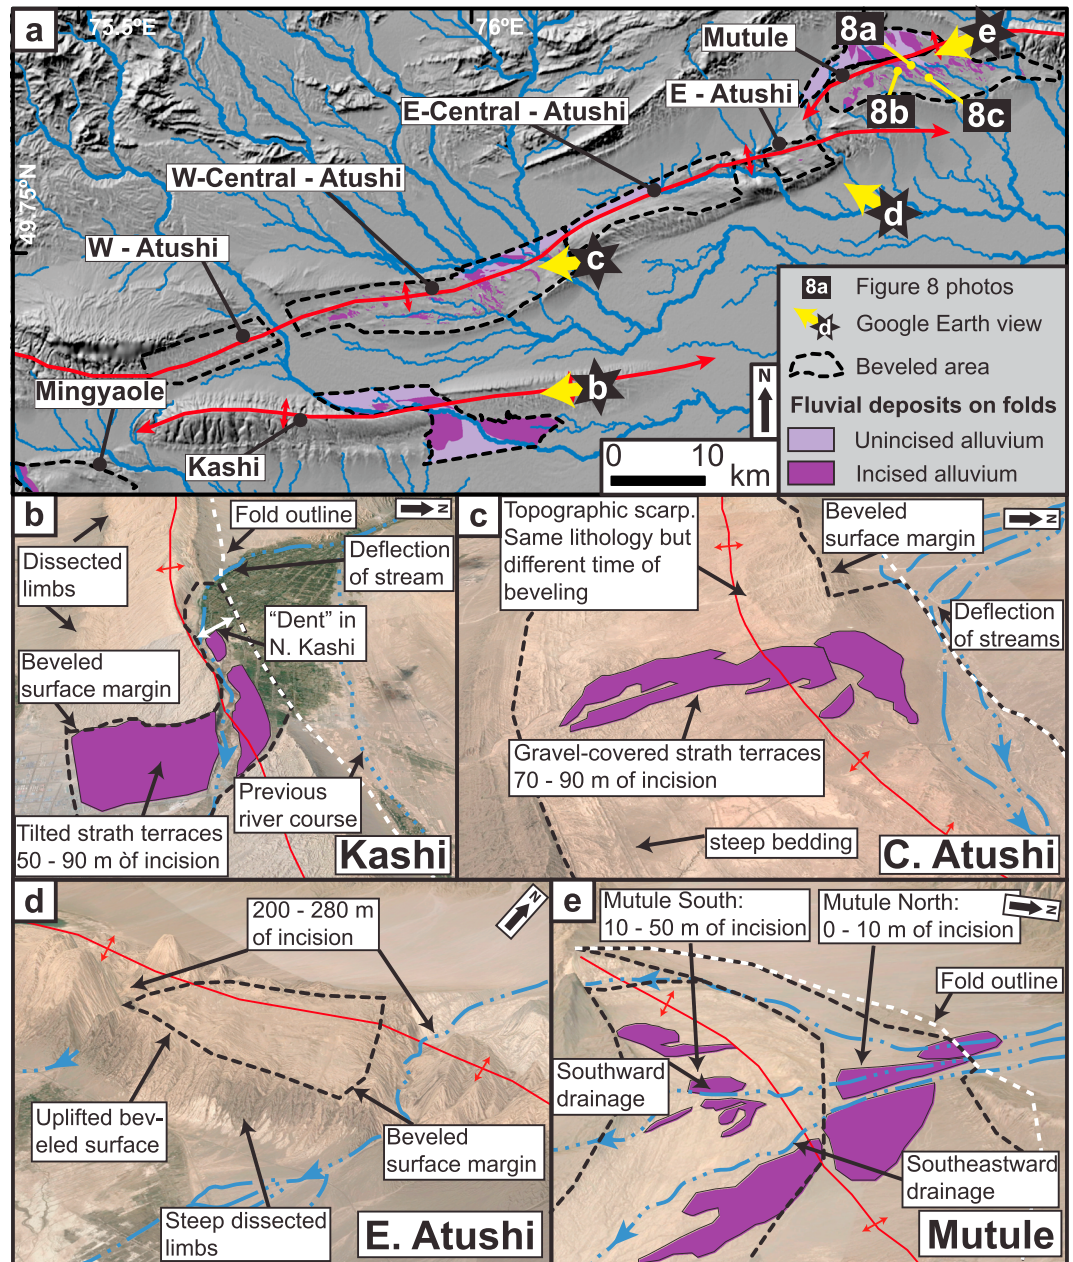 a
75.5°E
76°E
Mutule
8a
e
E - Atushi
E-Central - Atushi
8b
8c
W-Central - Atushi
49.75°N
d
W - Atushi
c
8a Figure 8 photos
d Google Earth view
Beveled area
Fluvial deposits on folds
Unincised alluvium
Incised alluvium
Mingyaole
b
N
Kashi
0 10
km
b
Fold outline
N
Dissected
limbs
Deflection
of stream
“Dent” in
N. Kashi
Beveled
surface margin
Previous
river course
Tilted strath terraces
50 - 90 m òf incision
Kashi
c
Topographic scarp.
Same lithology but
different time of
beveling
Beveled
surface margin
N
Deflection
of streams
Gravel-covered strath terraces
70 - 90 m of incision
steep bedding
C. Atushi
d
200 - 280 m
of incision
N
Uplifted bev-
eled surface
Beveled
surface margin
Steep dissected
limbs
E. Atushi
e
Mutule South:
10 - 50 m of incision
Mutule North:
0 - 10 m of incision
N
Fold outline
Southward
drainage
Southeastward
drainage
Mutule